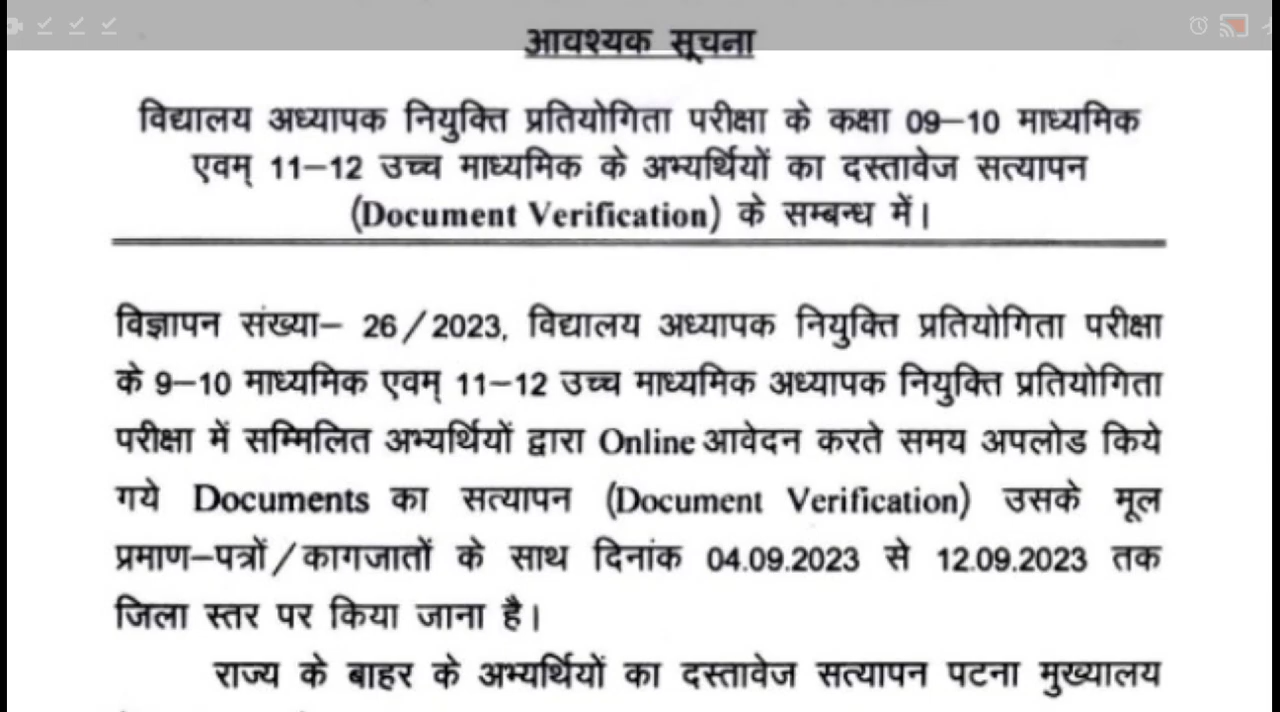 आवश्यक सूचना
विद्यालय अध्यापक नियुक्ति प्रतियोगिता परीक्षा के कक्षा 09–10 माध्यमिक
एवम् 11–12 उच्च माध्यमिक के अभ्यर्थियों का दस्तावेज सत्यापन
(Document Verification) के सम्बन्ध में।
विज्ञापन संख्या– 26/2023, विद्यालय अध्यापक नियुक्ति प्रतियोगिता परीक्षा
के 9–10 माध्यमिक एवम् 11–12 उच्च माध्यमिक अध्यापक नियुक्ति प्रतियोगिता
परीक्षा में सम्मिलित अभ्यर्थियों द्वारा Online आवेदन करते समय अपलोड किये
गये Documents का सत्यापन (Document Verification) उसके मूल
प्रमाण–पत्रों/कागजातों के साथ दिनांक 04.09.2023 से 12.09.2023 तक
जिला स्तर पर किया जाना है।
राज्य के बाहर के अभ्यर्थियों का दस्तावेज सत्यापन पटना मुख्यालय